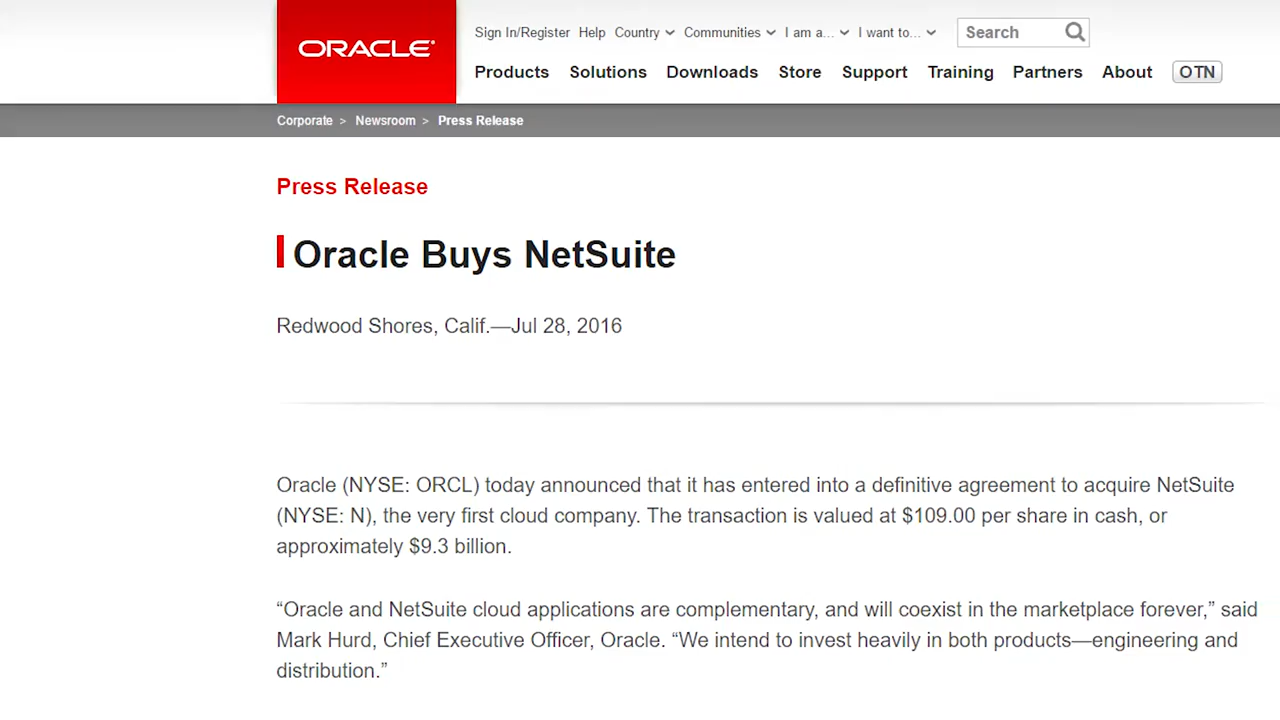 ORACLE
Sign In/Register Help Country Communities I am a... I want to... Search
Products Solutions Downloads Store Support Training Partners About OTN
Corporate > Newsroom > Press Release
Press Release
Oracle Buys NetSuite
Redwood Shores, Calif.—Jul 28, 2016
Oracle (NYSE: ORCL) today announced that it has entered into a definitive agreement to acquire NetSuite
(NYSE: N), the very first cloud company. The transaction is valued at $109.00 per share in cash, or
approximately $9.3 billion.
“Oracle and NetSuite cloud applications are complementary, and will coexist in the marketplace forever,” said
Mark Hurd, Chief Executive Officer, Oracle. “We intend to invest heavily in both products—engineering and
distribution.”